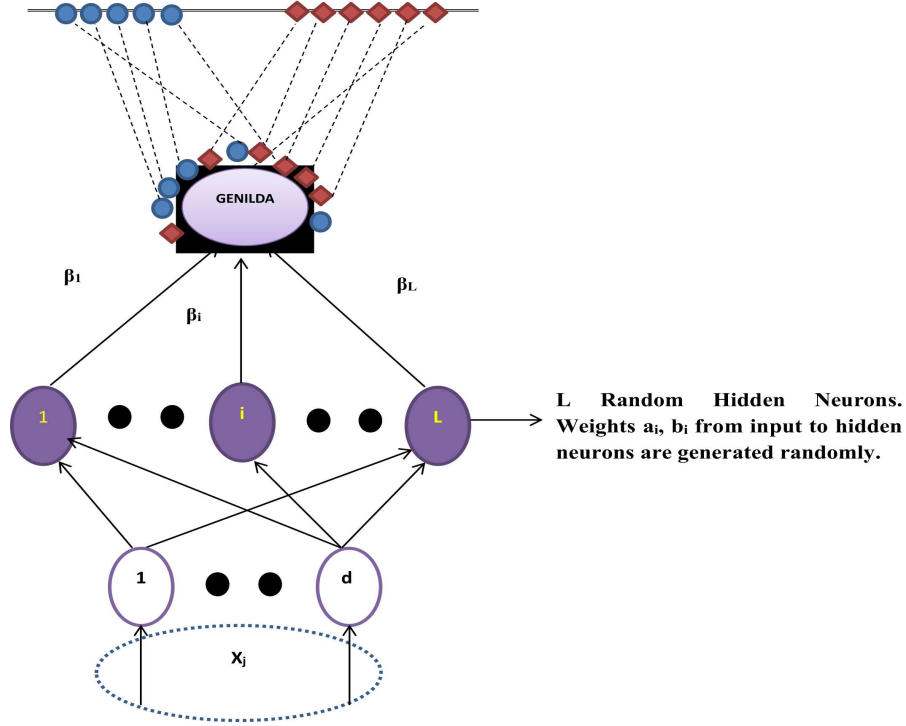 GENILDA
β1
βi
βL
1
i
L
L Random Hidden Neurons.
Weights ai, bi from input to hidden
neurons are generated randomly.
1
d
Xj